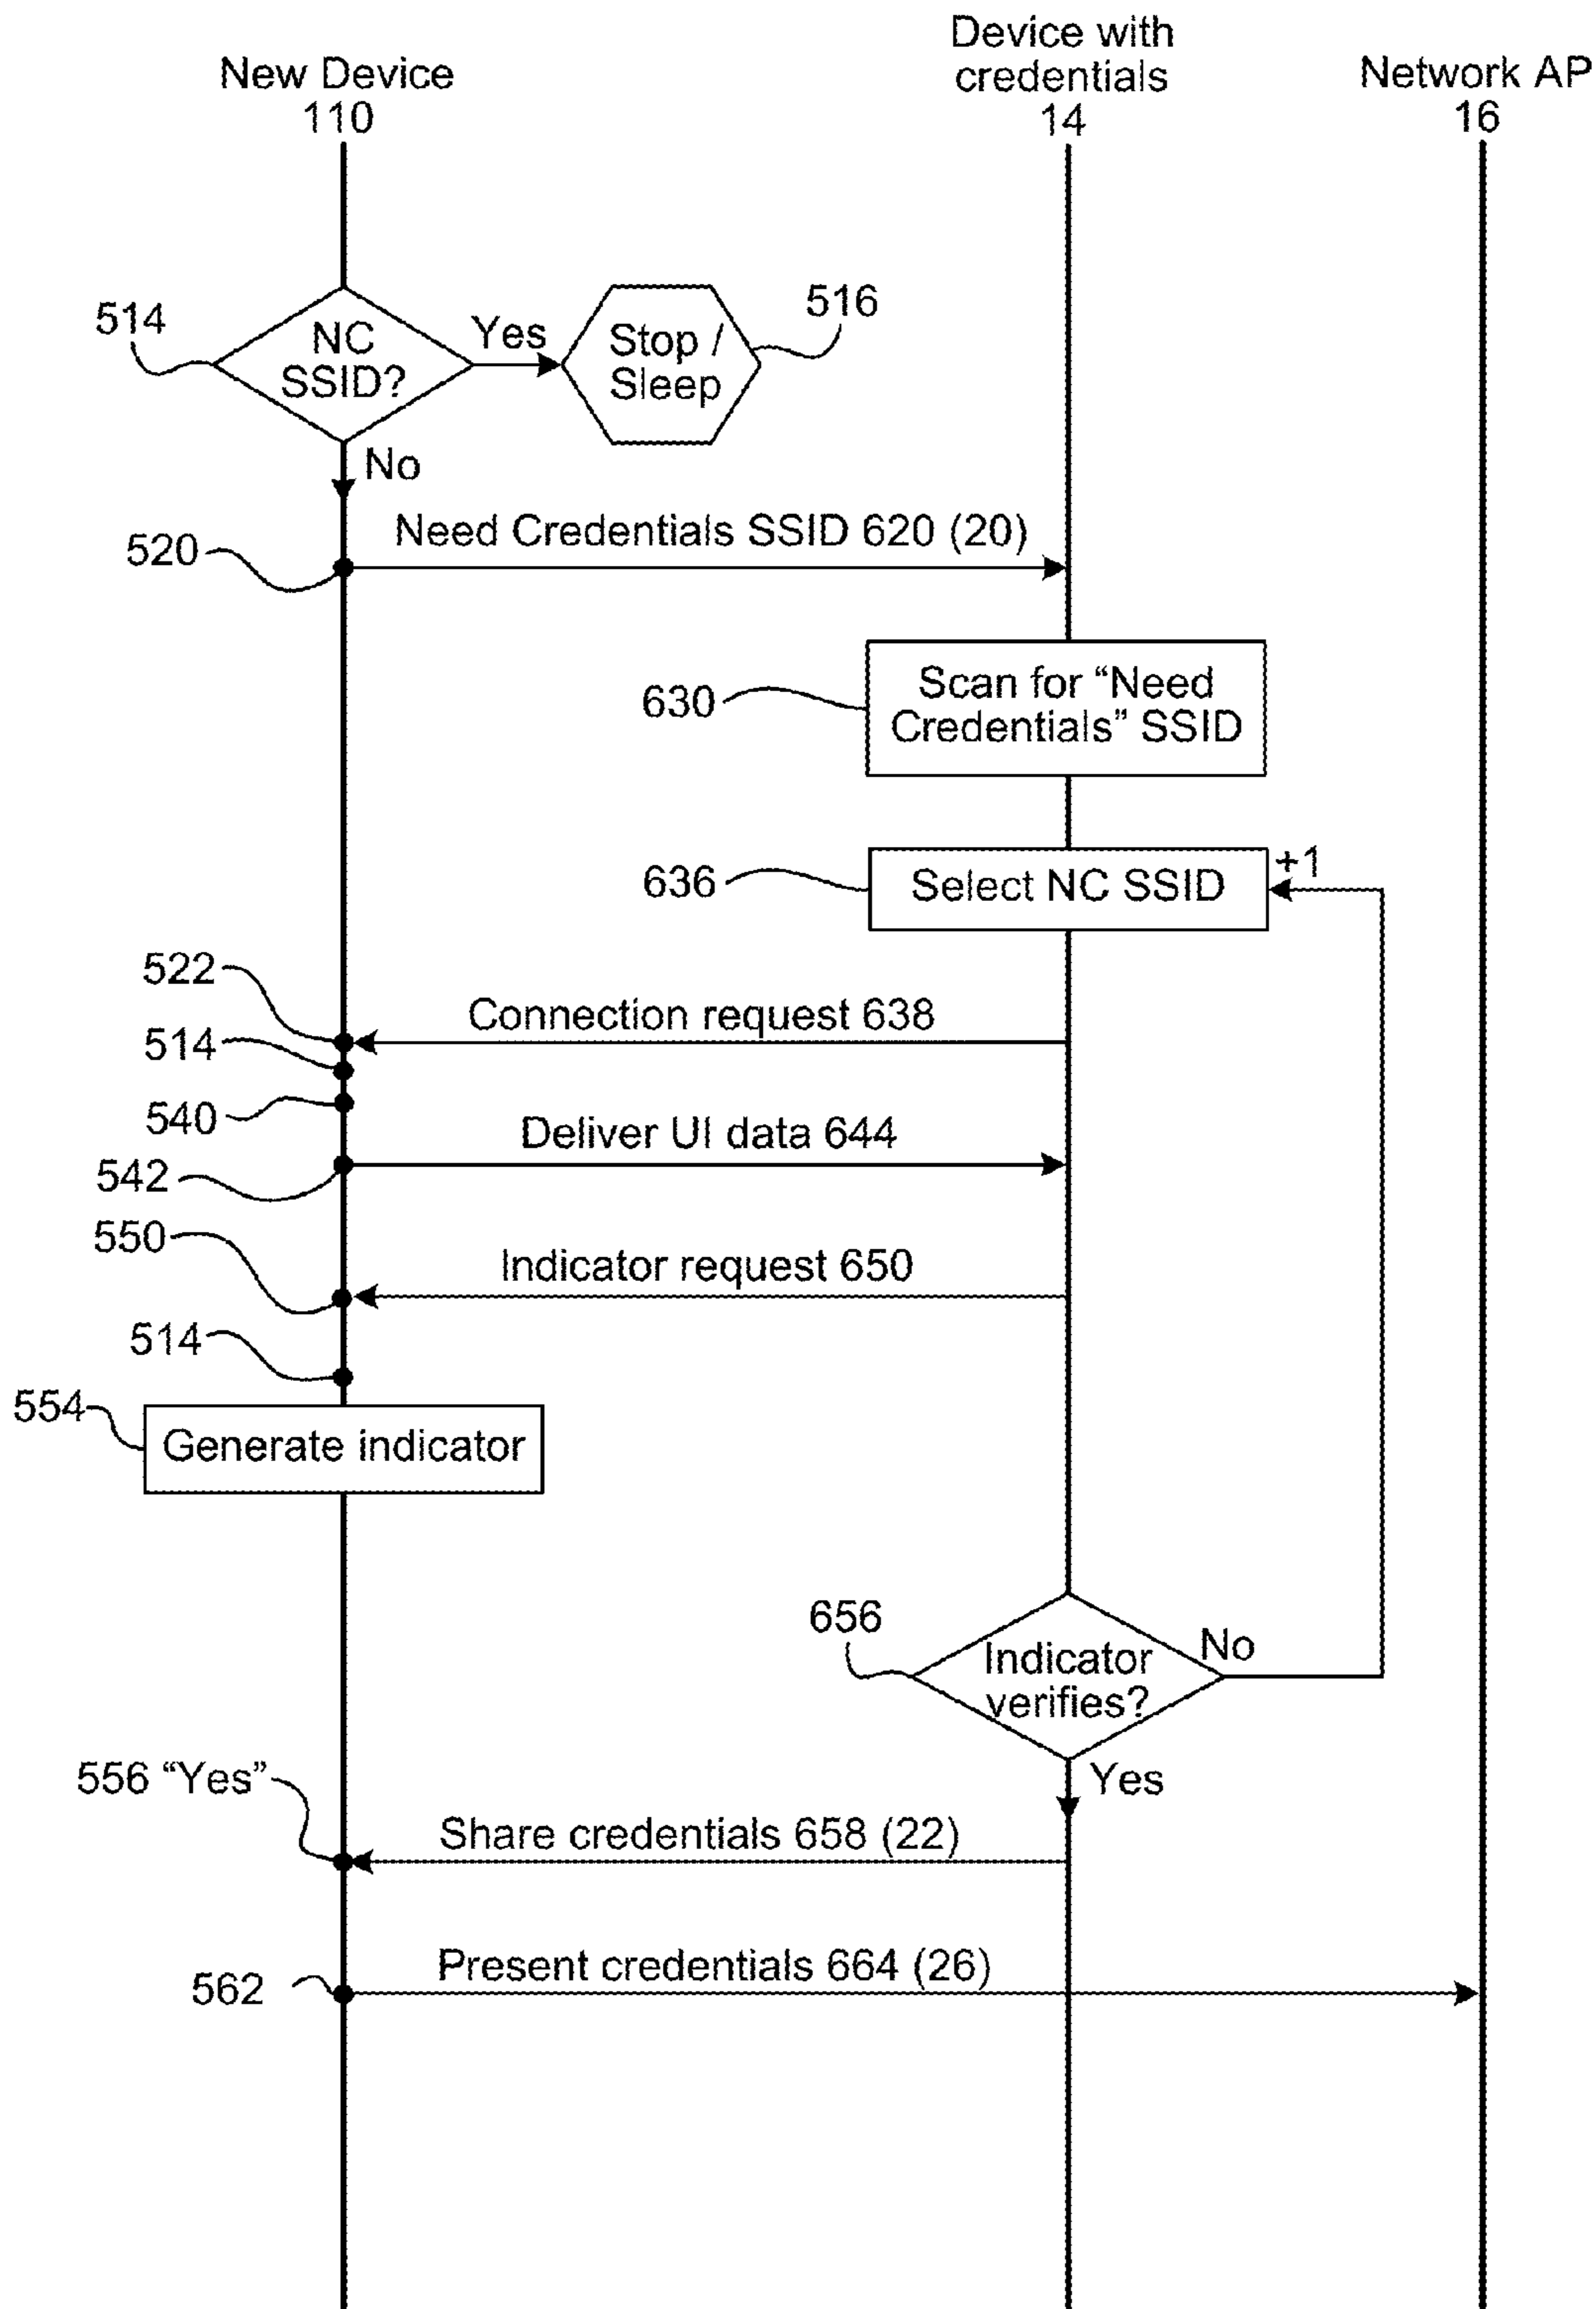 New Device
110
Device with
credentials
14
Network AP
16
514
NC
SSID?
Yes
Stop /
Sleep
516
No
520
Need Credentials SSID 620 (20)
630
Scan for “Need
Credentials” SSID
636
Select NC SSID
+1
522
Connection request 638
514
540
Deliver UI data 644
542
550
Indicator request 650
514
554
Generate indicator
656
Indicator
verifies?
No
Yes
556 “Yes”
Share credentials 658 (22)
562
Present credentials 664 (26)